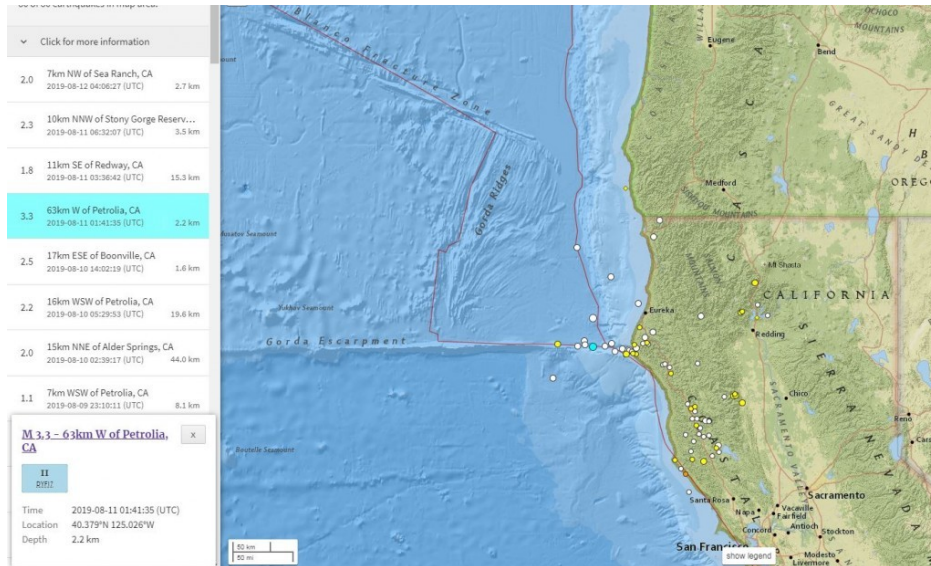 Click for more information
2.0
7km NW of Sea Ranch, CA
2019-08-12 04:06:27 (UTC) 2.7 km
2.3
10km NNW of Stony Gorge Reserv...
2019-08-11 06:32:07 (UTC) 3.5 km
1.8
11km SE of Redway, CA
2019-08-11 03:36:42 (UTC) 15.3 km
3.3
63km W of Petrolia, CA
2019-08-11 01:41:35 (UTC) 2.2 km
2.5
17km ESE of Boonville, CA
2019-08-10 14:02:19 (UTC) 1.6 km
2.2
16km WSW of Petrolia, CA
2019-08-10 05:29:53 (UTC) 19.6 km
2.0
15km NNE of Alder Springs, CA
2019-08-10 02:39:17 (UTC) 44.0 km
1.1
7km WSW of Petrolia, CA
2019-08-09 23:10:11 (UTC) 8.1 km
M 3.3 - 63km W of Petrolia,
CA
x
II
DYFI?
Time 2019-08-11 01:41:35 (UTC)
Location 40.379°N 125.026°W
Depth 2.2 km
Blanco Fracture Zone
Gorda Ridges
Gorda Escarpment
Eugene
Bend
OCHOCO
MOUNTAINS
GREAT SANDY DE
Medford
SISKIYOU MOUNTAINS
OREG
Mt Shasta
CALIFORNIA
Eureka
Redding
Chico
SACRAMENTO VALLEY
SIERRA NEVADA
Reno
COASTAL
Santa Rosa
Napa
Sacramento
Vacaville
Fairfield
Concord
Antioch
Stockton
San Francisco
Modesto
Livermore
50 km
50 mi
show legend